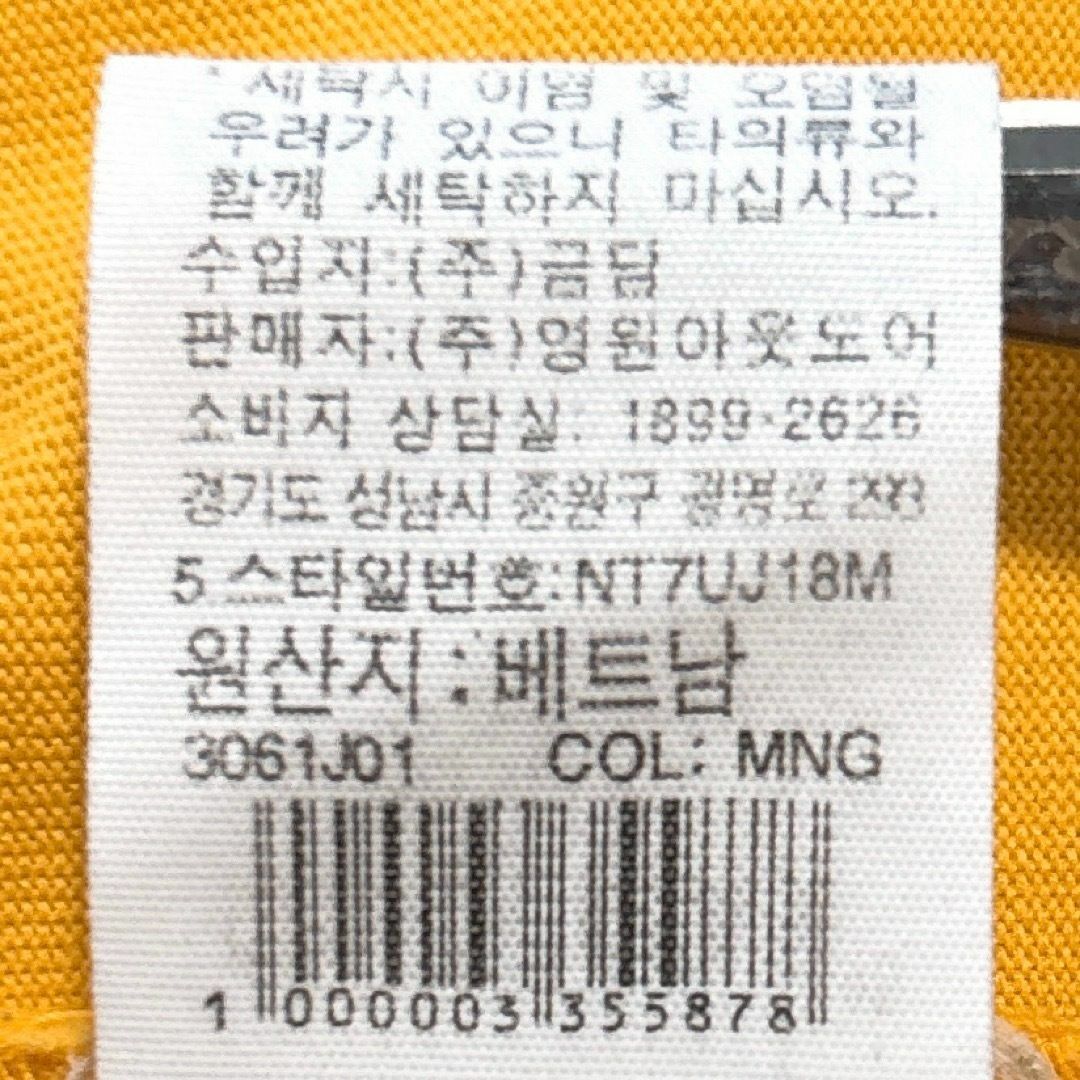 * 세탁시 이염 및 오염될
우려가 있으니 타의류와
함께 세탁하지 마십시오.
수입자:(주)금담
판매자:(주)영원아웃도어
소비자 상담실: 1899-2626
경기도 성남시 중원구 광명로
5 스타일번호:NT7UJ18M
원산지:베트남
3061J01 COL: MNG
1 000003 355878